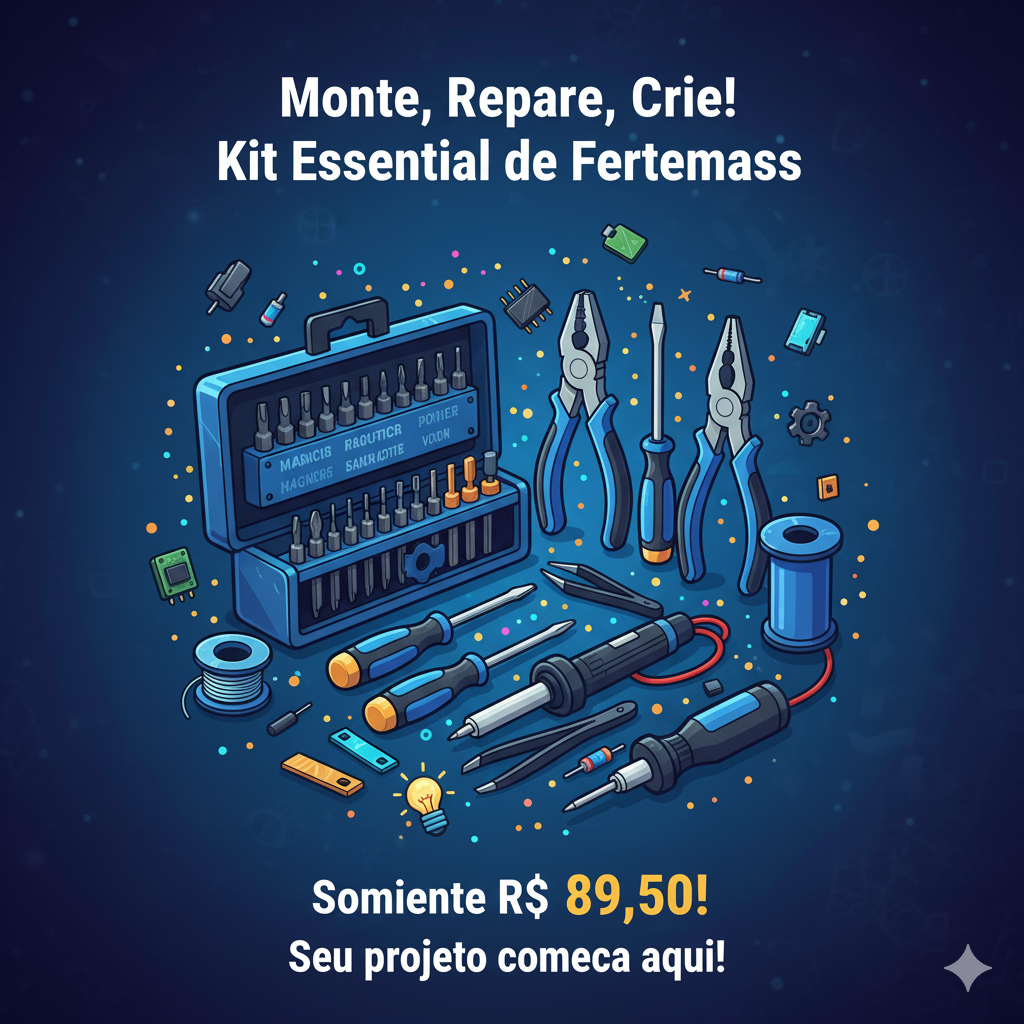 Monte, Repare, Crie!
Kit Essential de Fertemass
Somiente R$ 89,50!
Seu projeto comeca aqui!